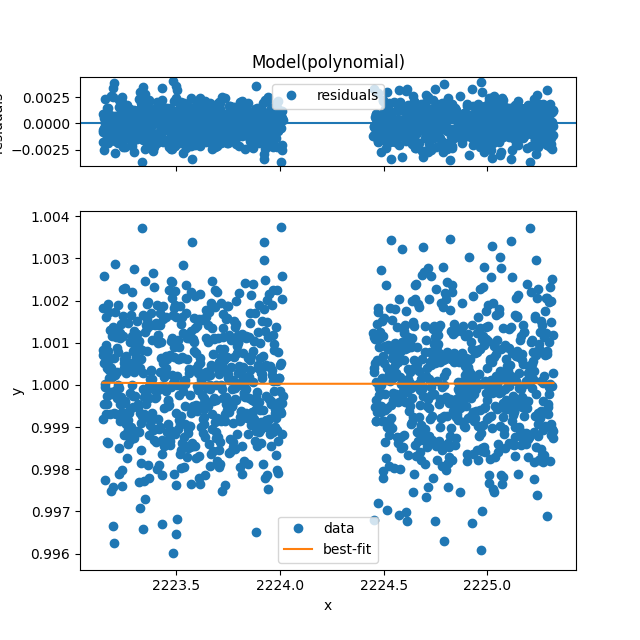 Model(polynomial)
0.0025
0.0000
−0.0025
residuals
residuals
1.004
1.003
1.002
1.001
1.000
0.999
0.998
0.997
0.996
y
data
best-fit
2223.5 2224.0 2224.5 2225.0
x